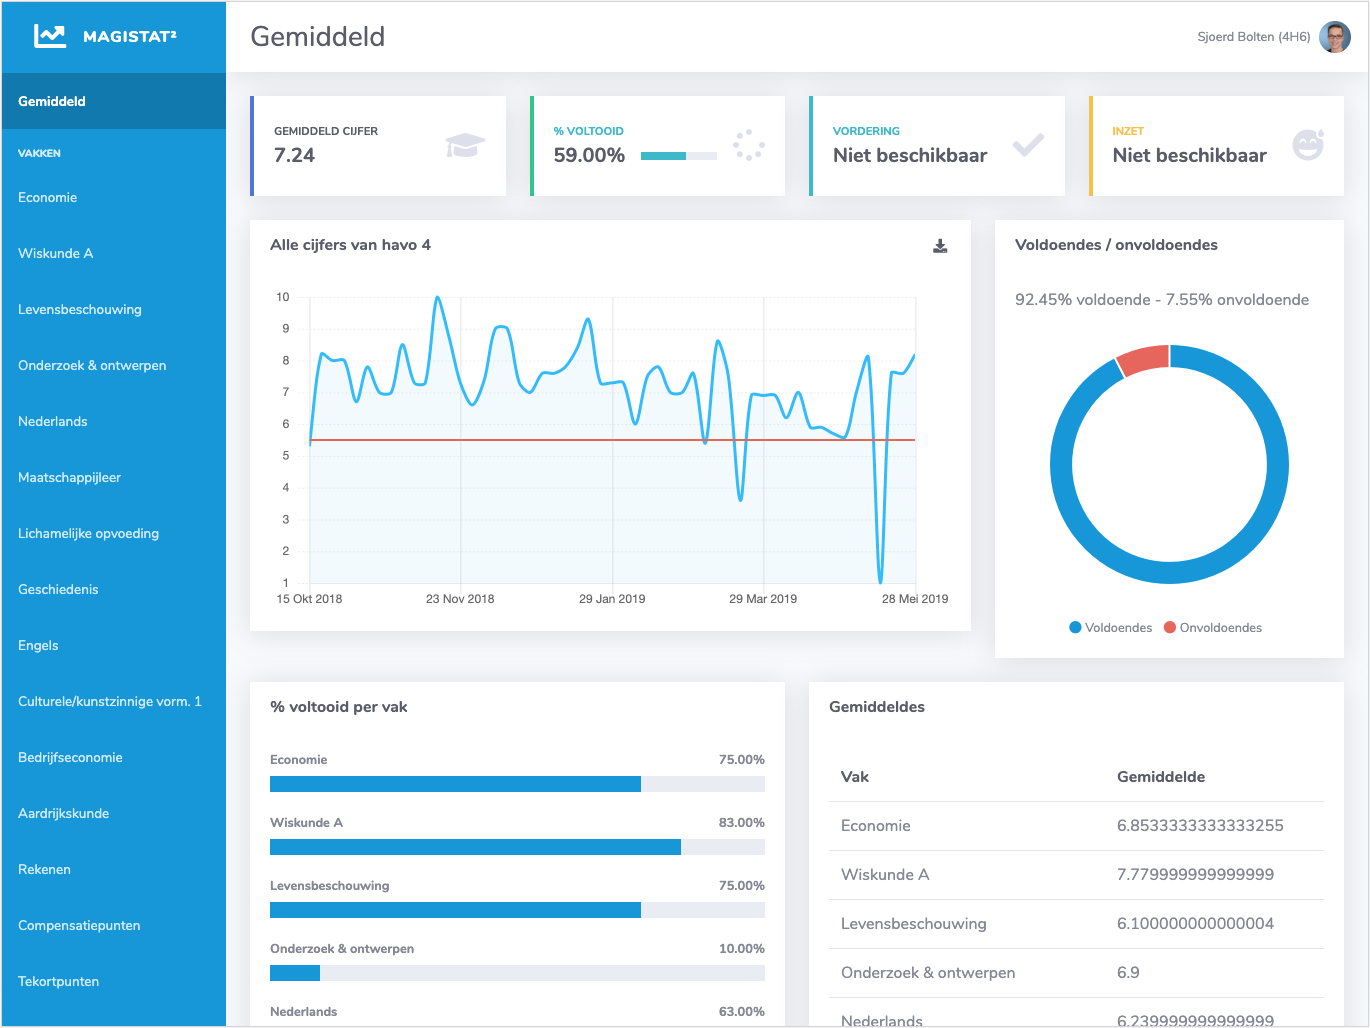 MAGISTAT²
Gemiddeld
VAKKEN
Economie
Wiskunde A
Levensbeschouwing
Onderzoek & ontwerpen
Nederlands
Maatschappijleer
Lichamelijke opvoeding
Geschiedenis
Engels
Culturele/kunstzinnige vorm. 1
Bedrijfseconomie
Aardrijkskunde
Rekenen
Compensatiepunten
Tekortpunten
Gemiddeld
Sjoerd Bolten (4H6)
GEMIDDELD CIJFER
7.24
% VOLTOOID
59.00%
VORDERING
Niet beschikbaar
INZET
Niet beschikbaar
Alle cijfers van havo 4
10
9
8
7
6
5
4
3
2
1
15 Okt 2018 23 Nov 2018 29 Jan 2019 29 Mar 2019 28 Mei 2019
Voldoendes / onvoldoendes
92.45% voldoende - 7.55% onvoldoende
Voldoendes Onvoldoendes
% voltooid per vak
Economie 75.00%
Wiskunde A 83.00%
Levensbeschouwing 75.00%
Onderzoek & ontwerpen 10.00%
Nederlands 63.00%
Gemiddeldes
Vak Gemiddelde
Economie 6.8533333333333255
Wiskunde A 7.779999999999999
Levensbeschouwing 6.100000000000004
Onderzoek & ontwerpen 6.9
Nederlands 6.239999999999999